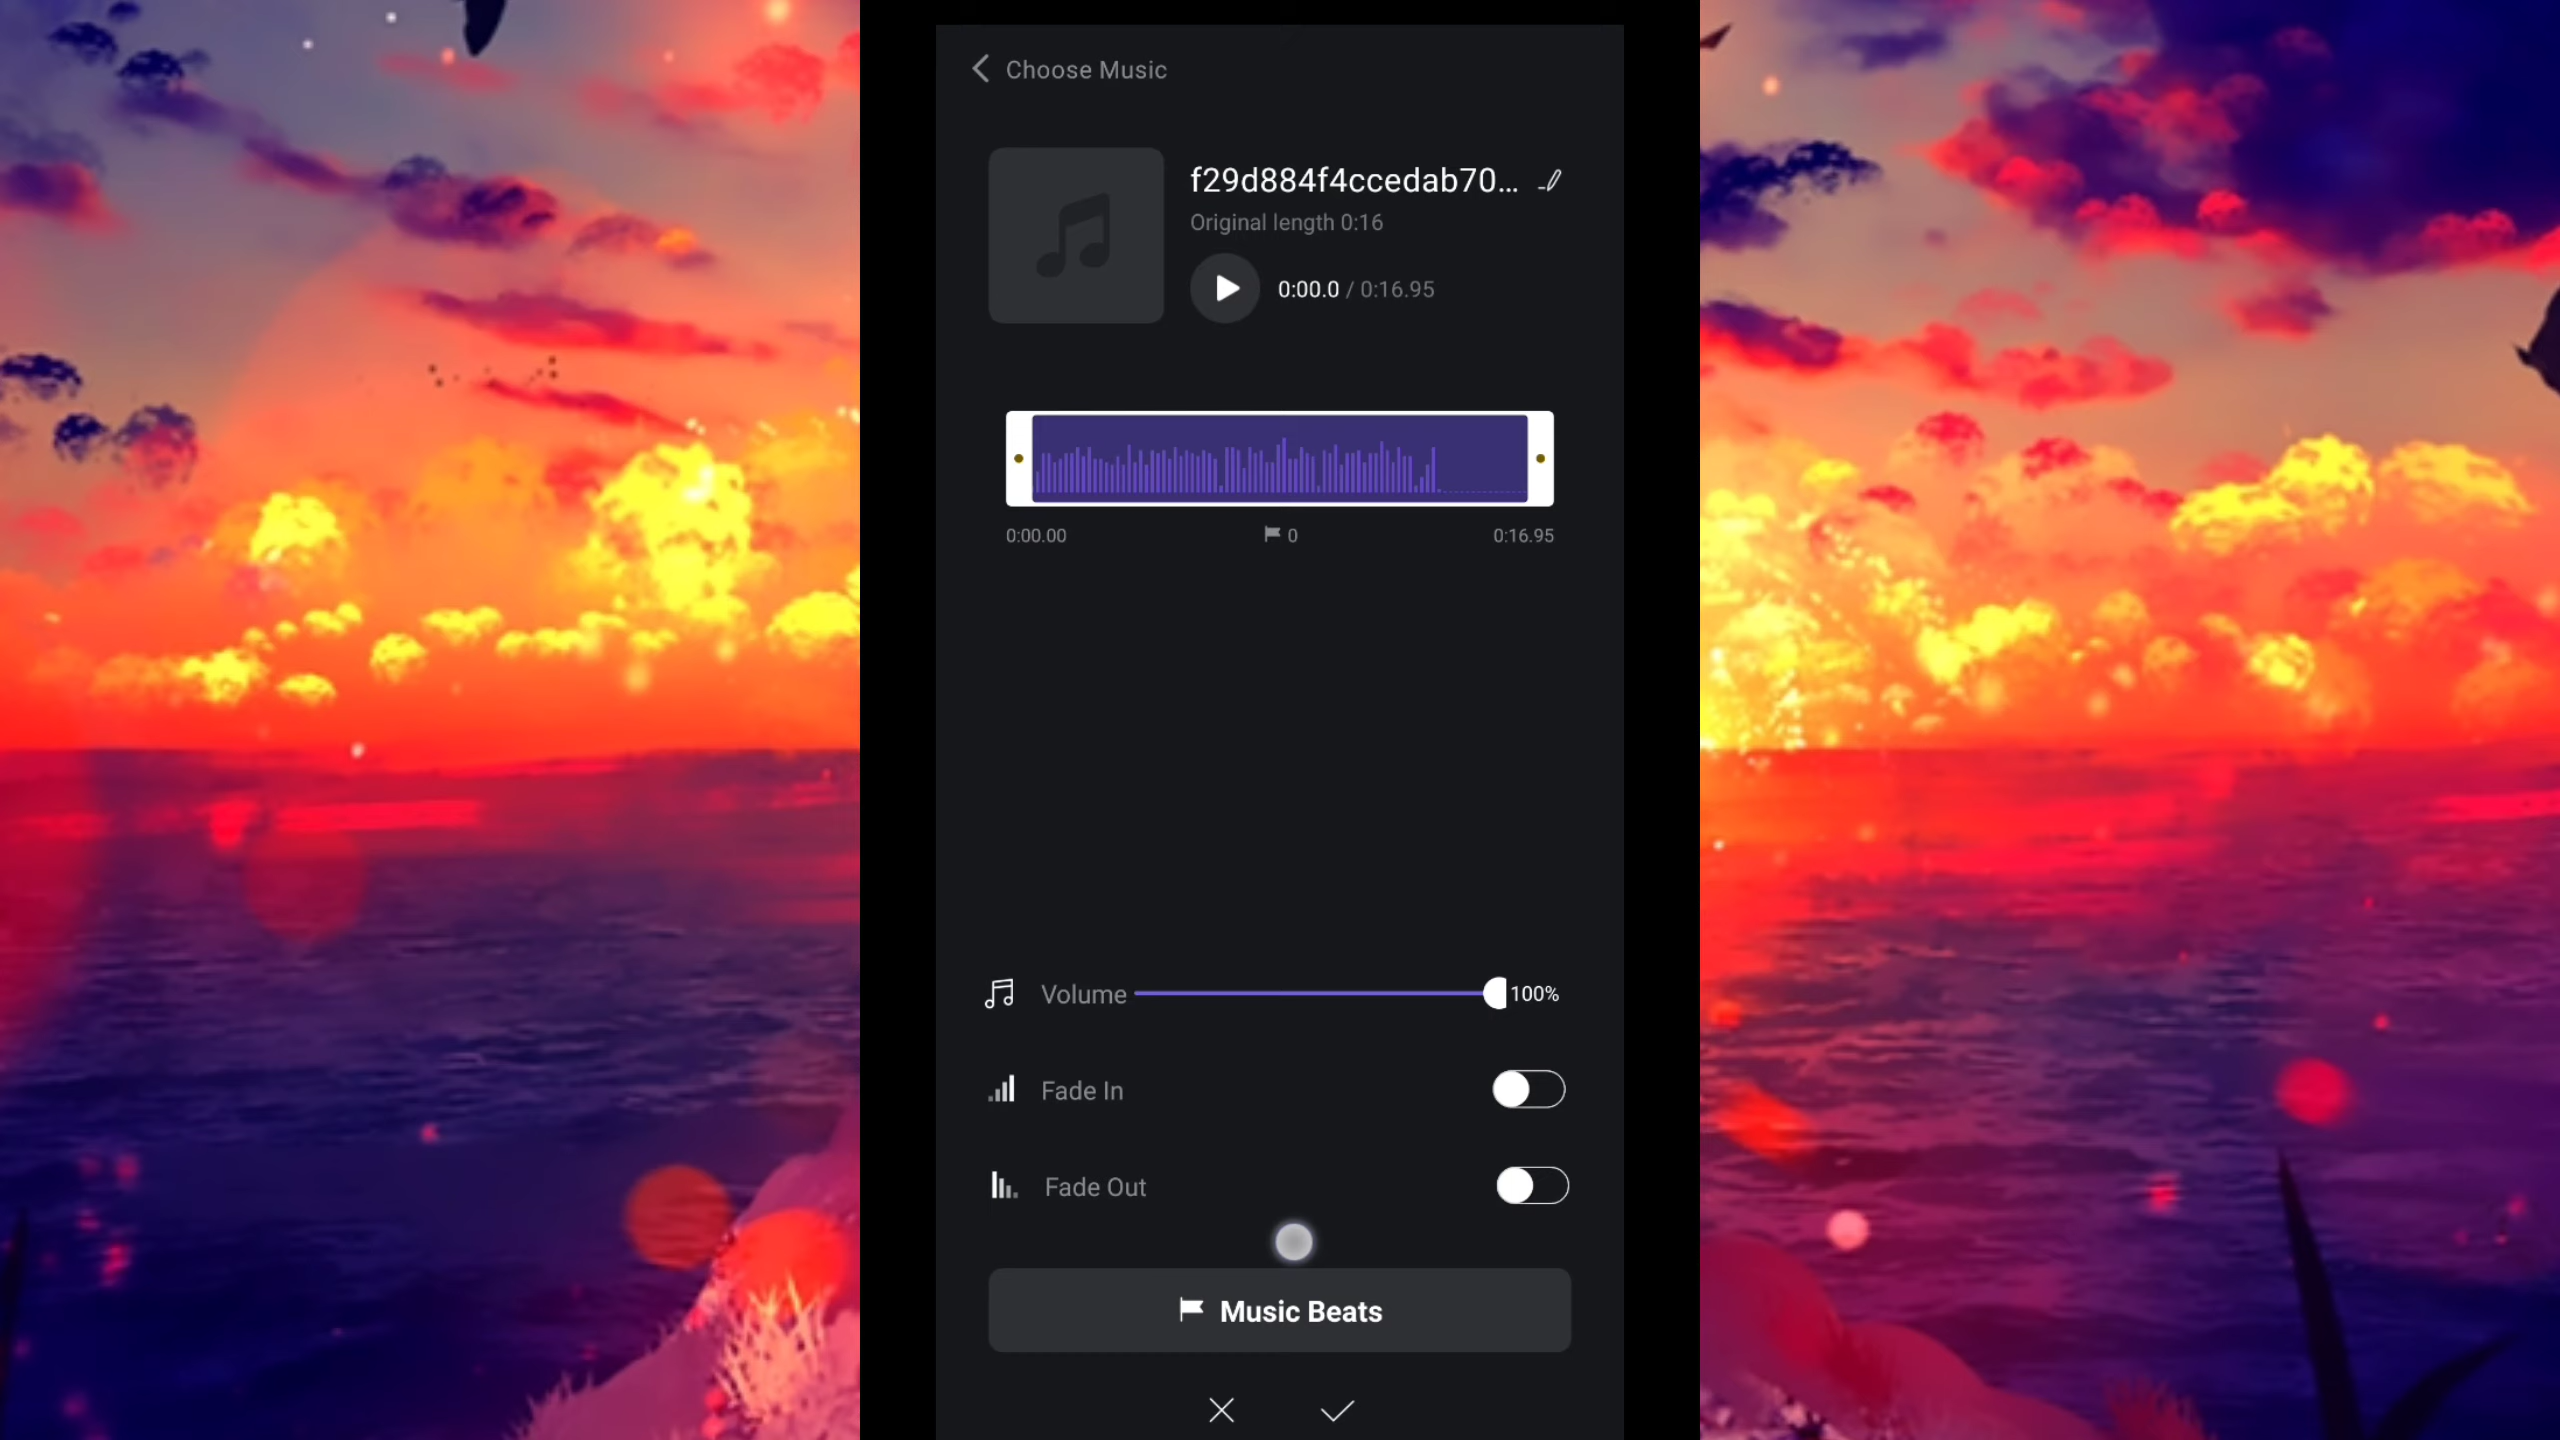 Choose Music
f29d884f4ccedab70...
Original length 0:16
0:00.0 / 0:16.95
0:00.00 0 0:16.95
Volume 100%
Fade In
Fade Out
Music Beats